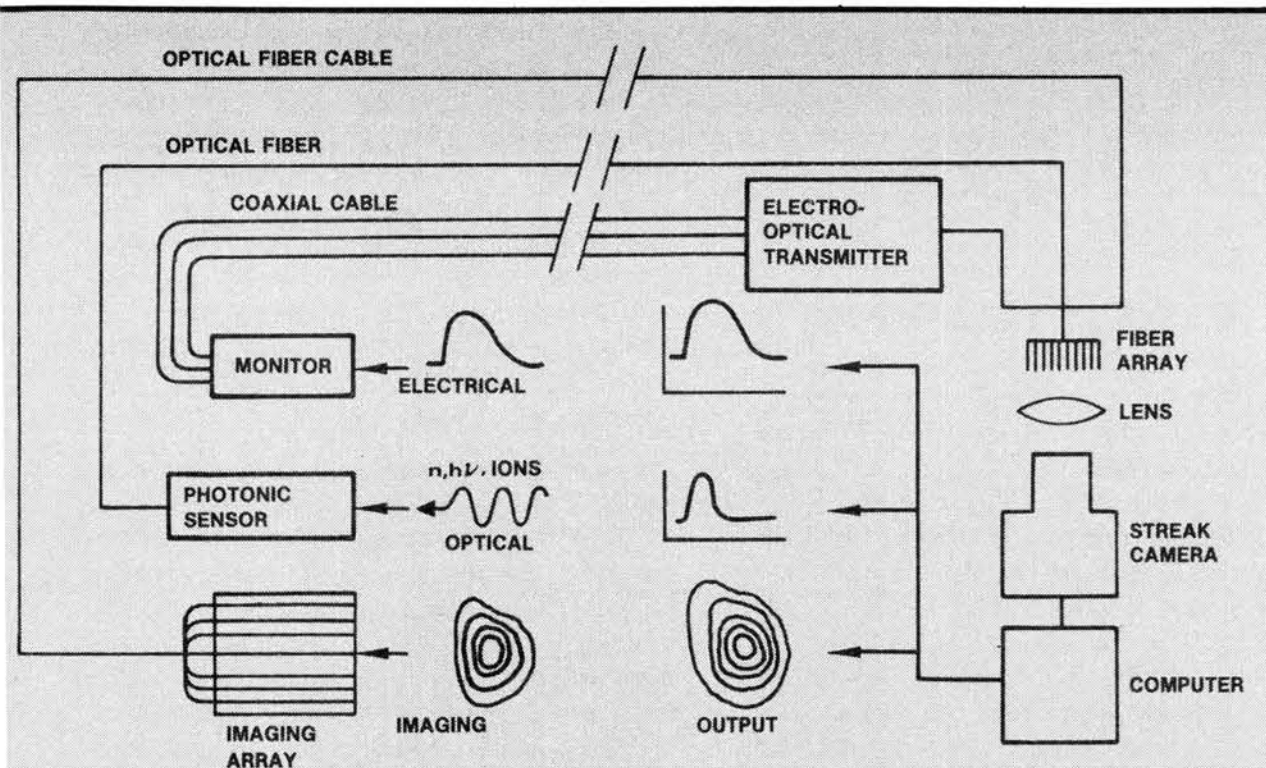 OPTICAL FIBER CABLE
OPTICAL FIBER
COAXIAL CABLE
ELECTRO-
OPTICAL
TRANSMITTER
MONITOR
ELECTRICAL
FIBER
ARRAY
LENS
PHOTONIC
SENSOR
n,hν, IONS
OPTICAL
STREAK
CAMERA
IMAGING
ARRAY
IMAGING
OUTPUT
COMPUTER